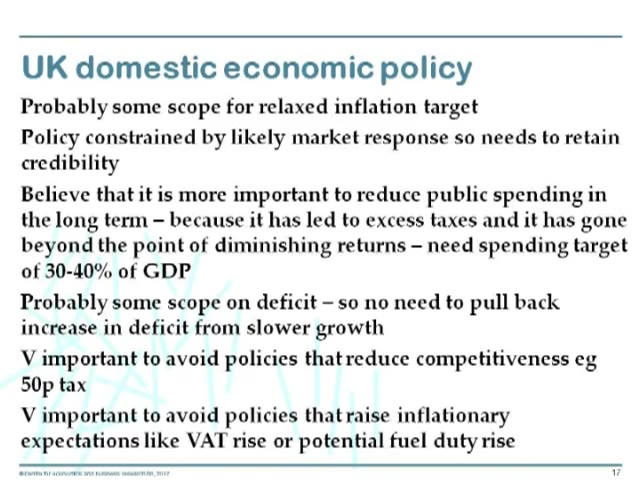 UK domestic economic policy
Probably some scope for relaxed inflation target
Policy constrained by likely market response so needs to retain
credibility
Believe that it is more important to reduce public spending in
the long term – because it has led to excess taxes and it has gone
beyond the point of diminishing returns – need spending target
of 30-40% of GDP
Probably some scope on deficit – so no need to pull back
increase in deficit from slower growth
V important to avoid policies that reduce competitiveness eg
50p tax
V important to avoid policies that raise inflationary
expectations like VAT rise or potential fuel duty rise
17